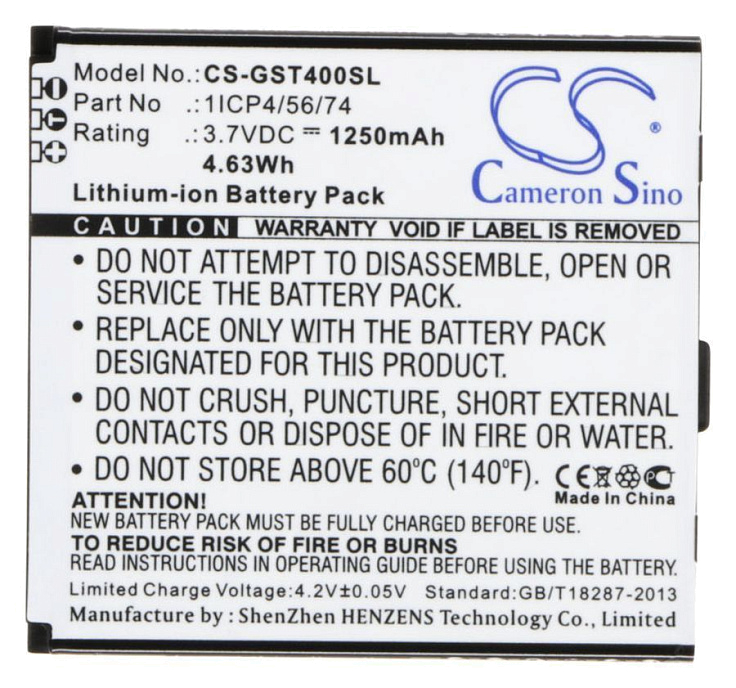 Model No.:CS-GST400SL
Part No .:1ICP4/56/74
Rating .:3.7VDC ⎓ 1250mAh
4.63Wh
Lithium-ion Battery Pack
CS ®
Cameron Sino
CAUTION WARRANTY VOID IF LABEL IS REMOVED
• DO NOT ATTEMPT TO DISASSEMBLE, OPEN OR
SERVICE THE BATTERY PACK.
• REPLACE ONLY WITH THE BATTERY PACK
DESIGNATED FOR THIS PRODUCT.
• DO NOT CRUSH, PUNCTURE, SHORT EXTERNAL
CONTACTS OR DISPOSE OF IN FIRE OR WATER.
• DO NOT STORE ABOVE 60°C (140°F). CE
Made In China
ATTENTION!
NEW BATTERY PACK MUST BE FULLY CHARGED BEFORE USE.
TO REDUCE RISK OF FIRE OR BURNS
READ INSTRUCTIONS IN OPERATING GUIDE BEFORE USING THE BATTERY.
Limited Charge Voltage:4.2V±0.05V Standard:GB/T18287-2013
Manufacture by : ShenZhen HENZENS Technology Co., Limited